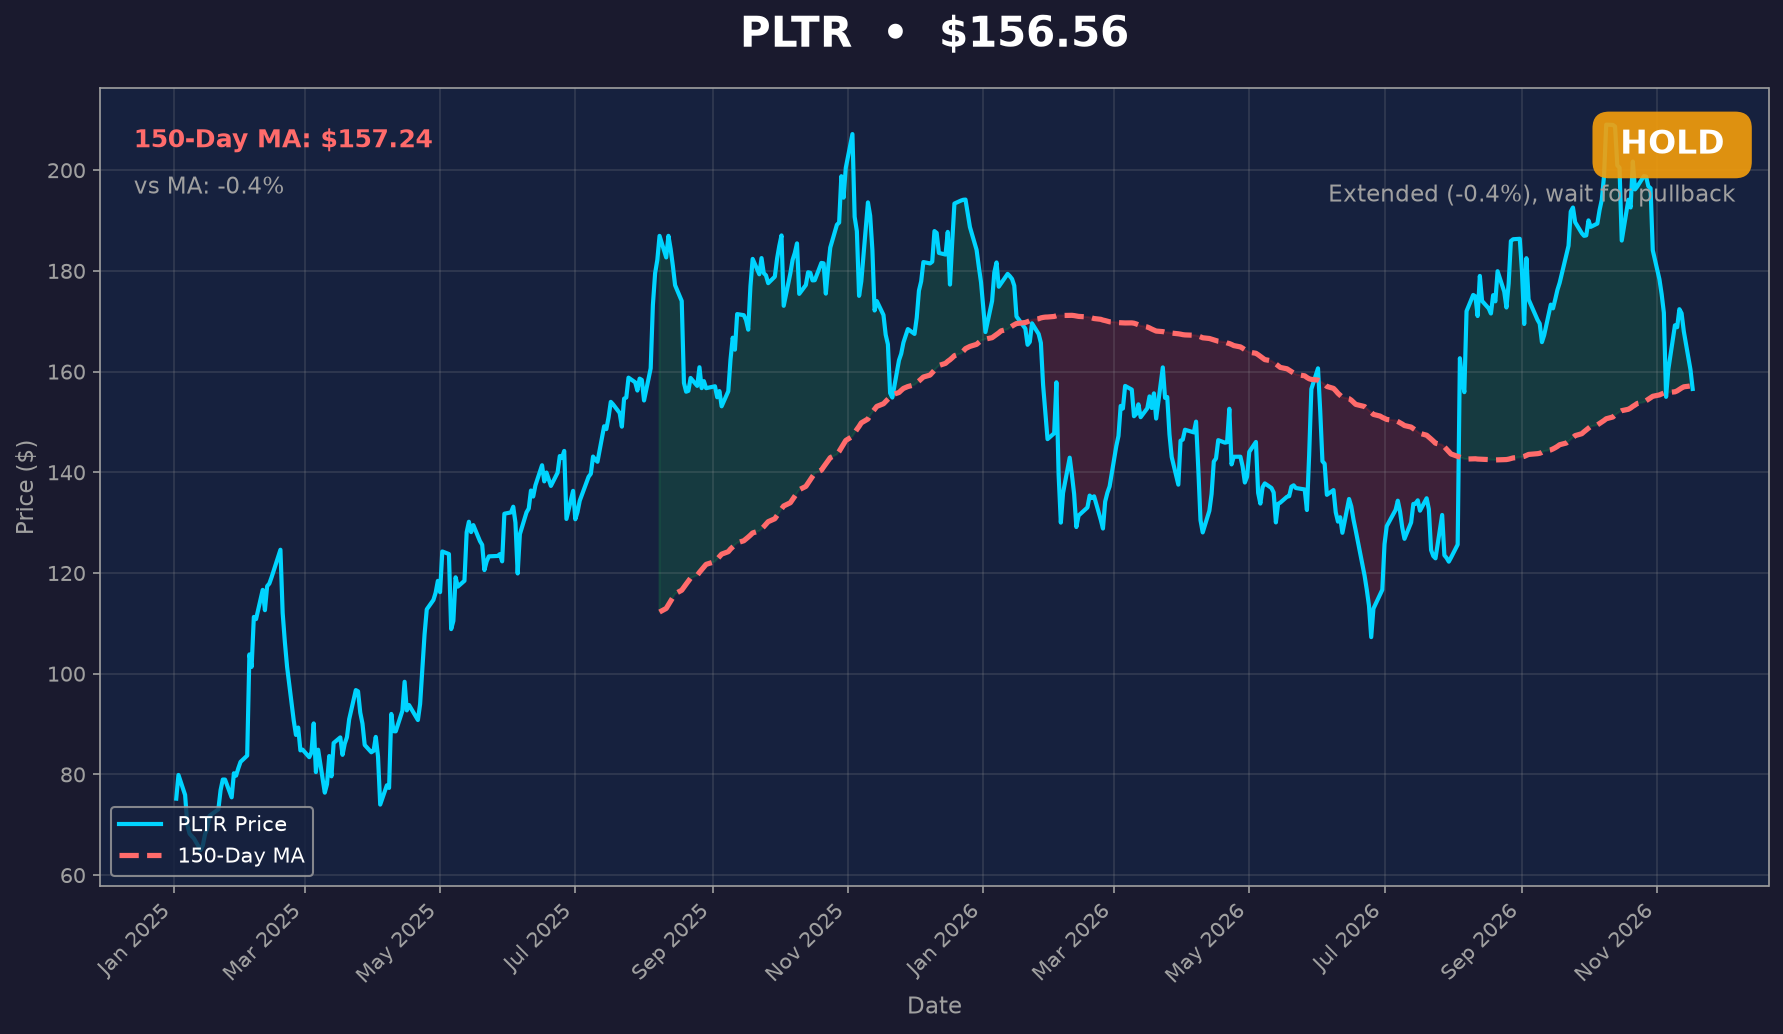 PLTR • $156.56
150-Day MA: $157.24
vs MA: -0.4%
HOLD
Extended (-0.4%), wait for pullback
200
180
160
140
120
100
80
60
Price ($)
PLTR Price
150-Day MA
Jan 2025
Mar 2025
May 2025
Jul 2025
Sep 2025
Nov 2025
Jan 2026
Mar 2026
May 2026
Jul 2026
Sep 2026
Nov 2026
Date